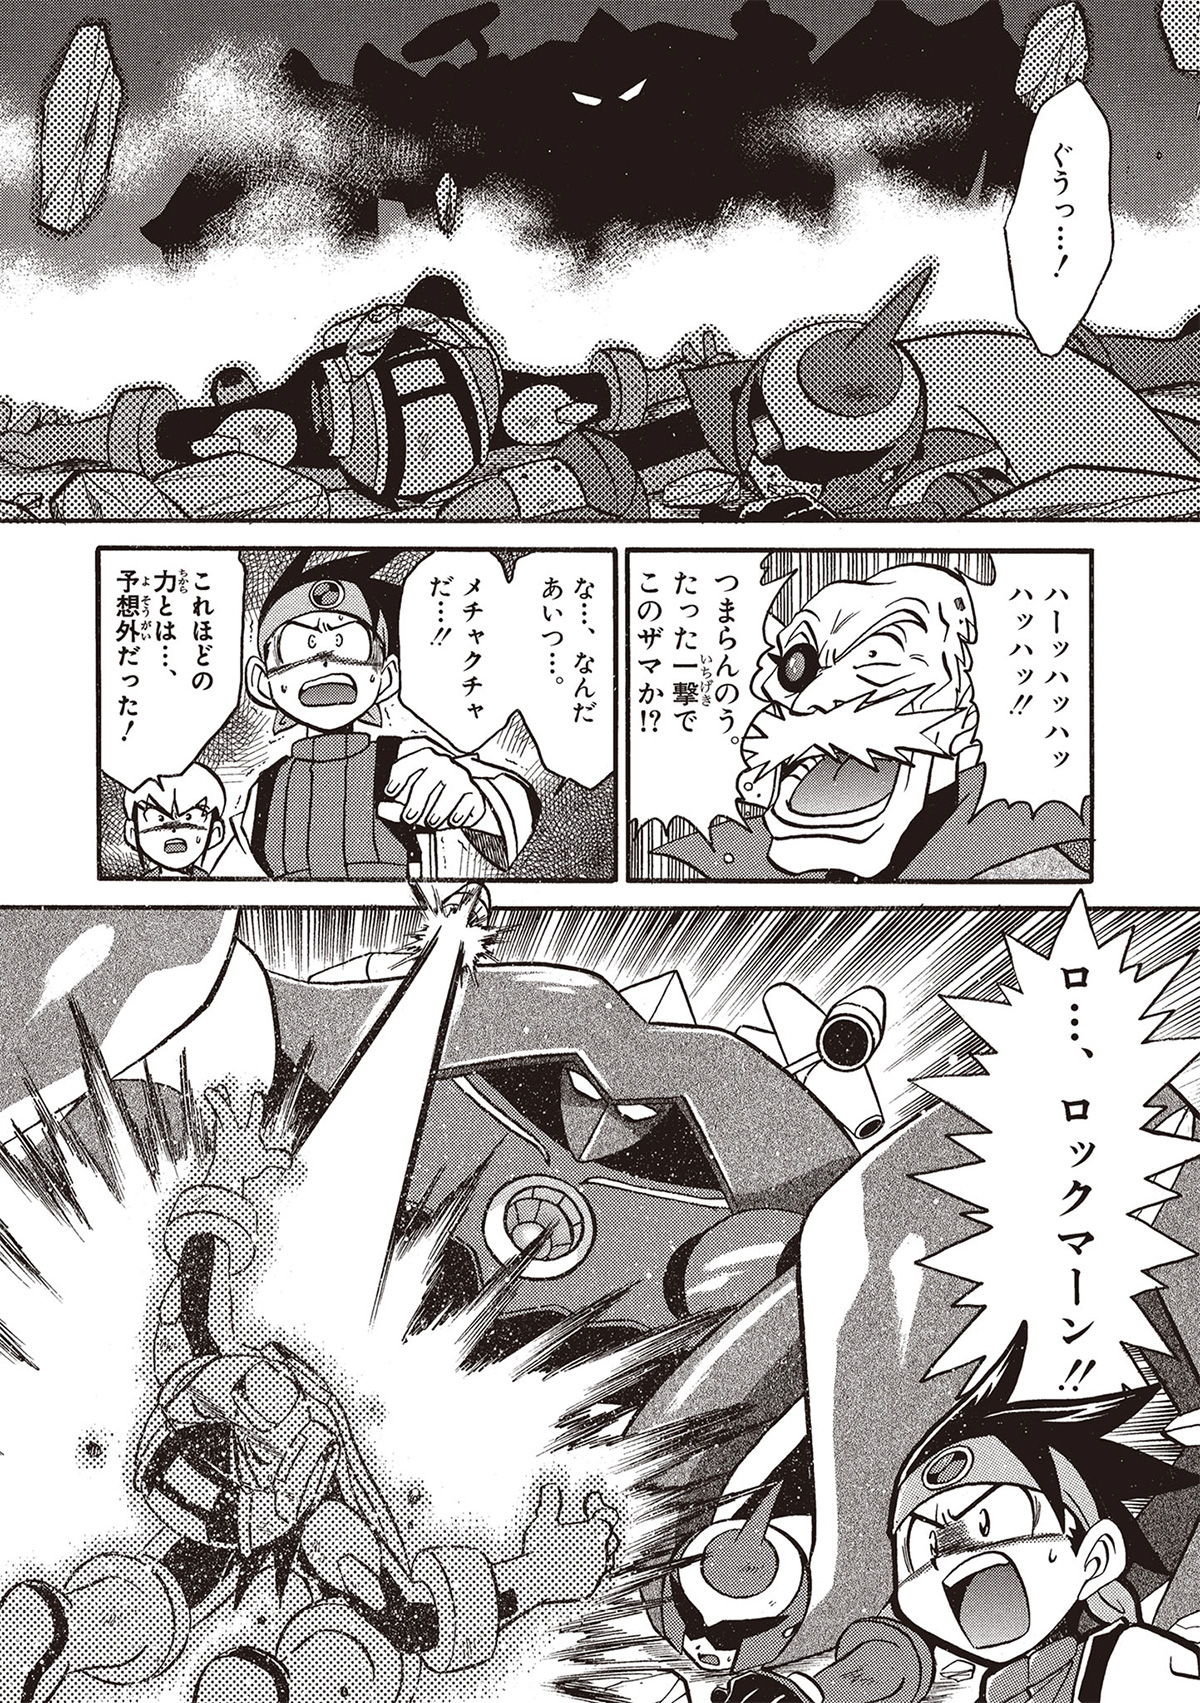 ぐうっ…!
ハーッハッハッ
ハッハッ!!
つまらんのう。
たった一撃で
このザマか!?
な…、なんだ
あいつ…。
メチャクチャ
だ…!!
これほどの
力とは…、
予想外だった!
ロ…、ロックマーン!!